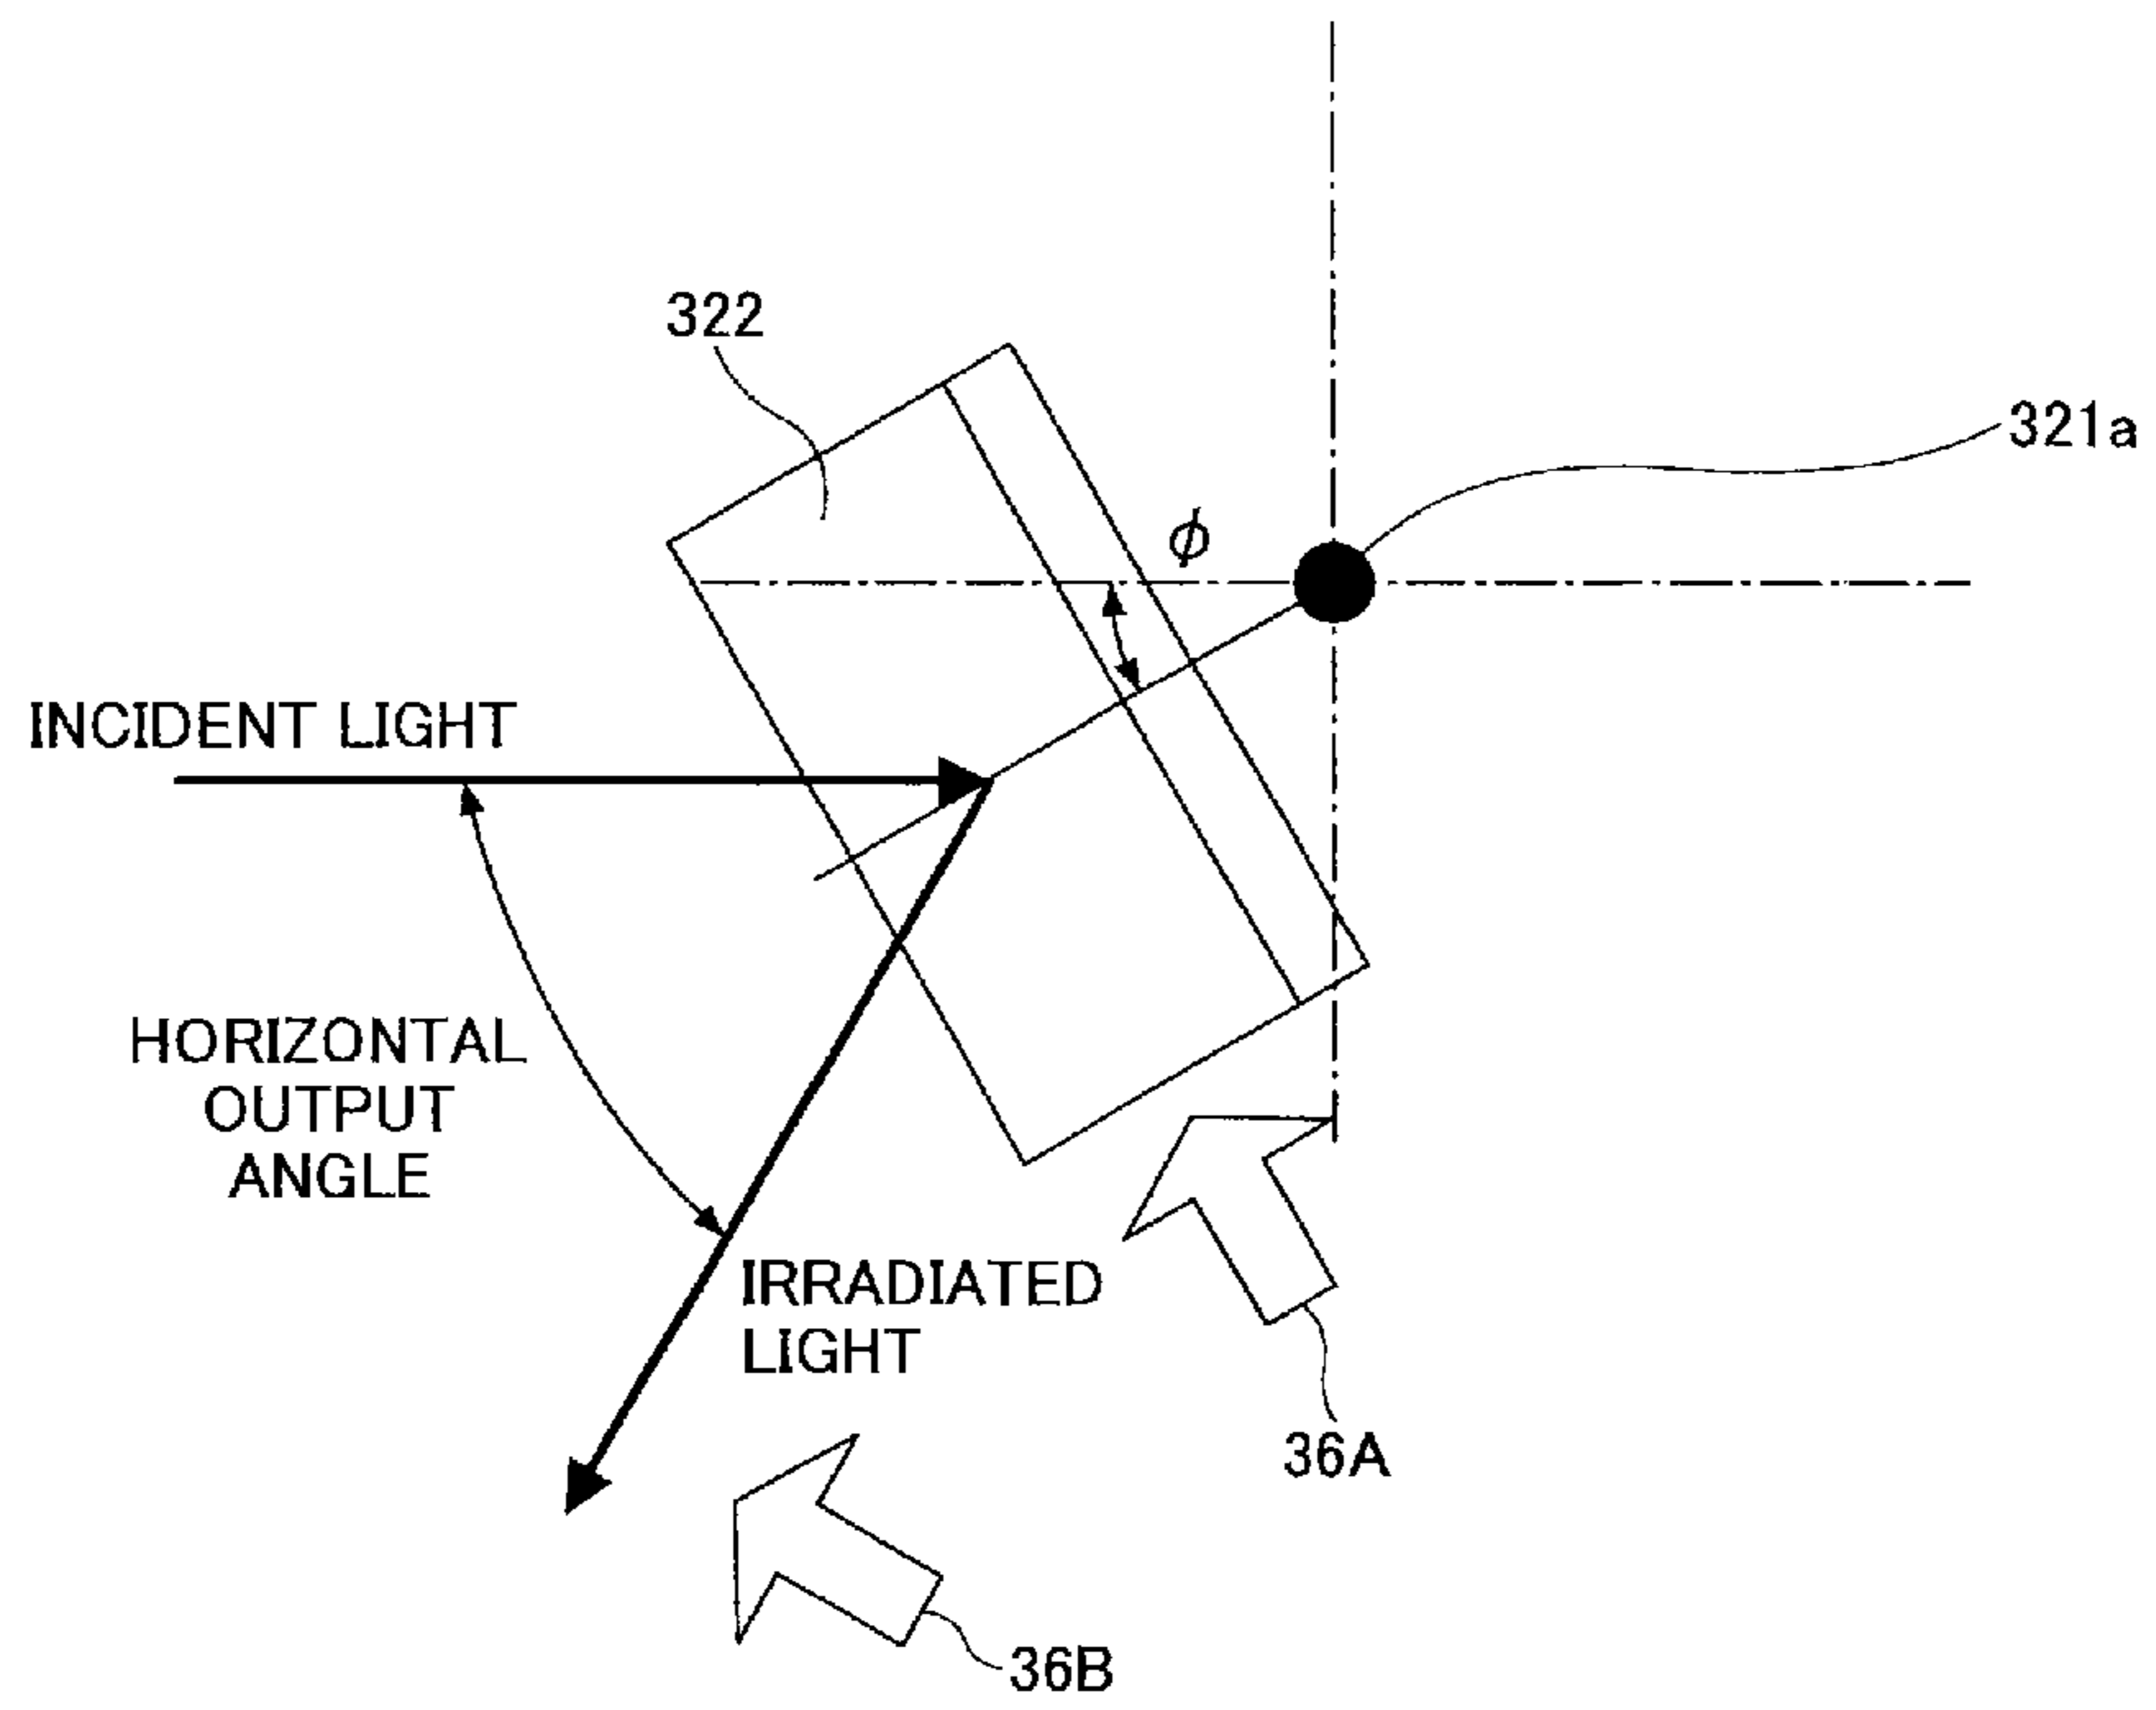 322
321a
ϕ
INCIDENT LIGHT
HORIZONTAL
OUTPUT
ANGLE
IRRADIATED
LIGHT
36A
36B